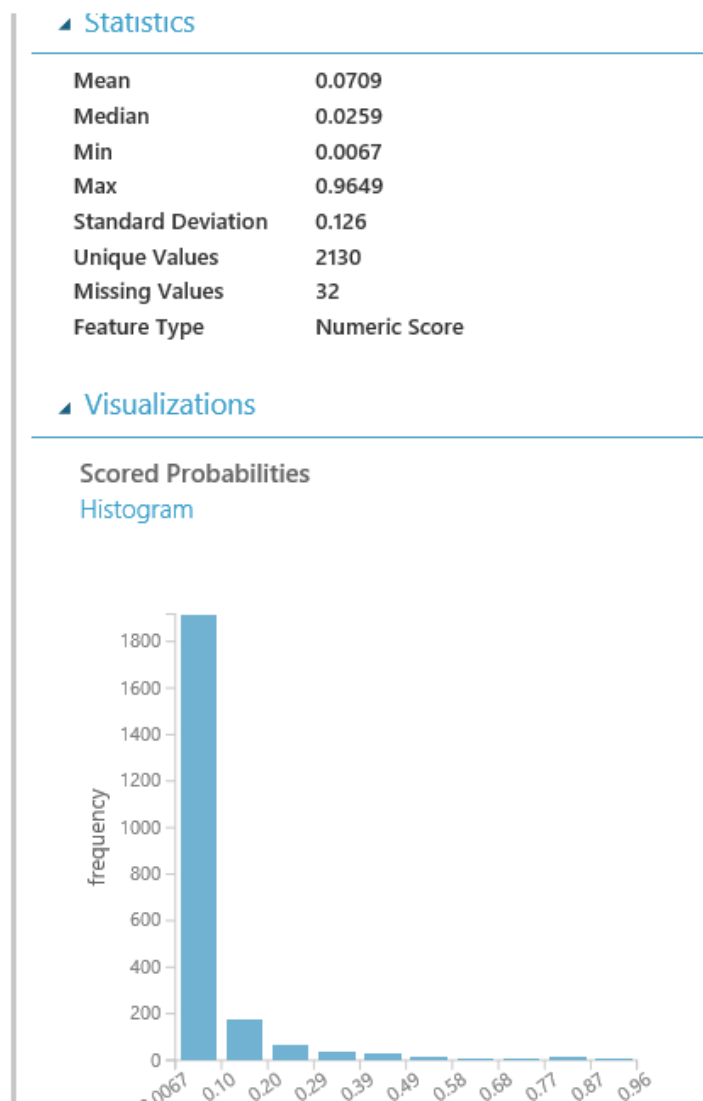 Statistics
Mean 0.0709
Median 0.0259
Min 0.0067
Max 0.9649
Standard Deviation 0.126
Unique Values 2130
Missing Values 32
Feature Type Numeric Score
Visualizations
Scored Probabilities
Histogram
1800
1600
1400
1200
frequency
1000
800
600
400
200
0
0.0067 0.10 0.20 0.29 0.39 0.49 0.58 0.68 0.77 0.87 0.96